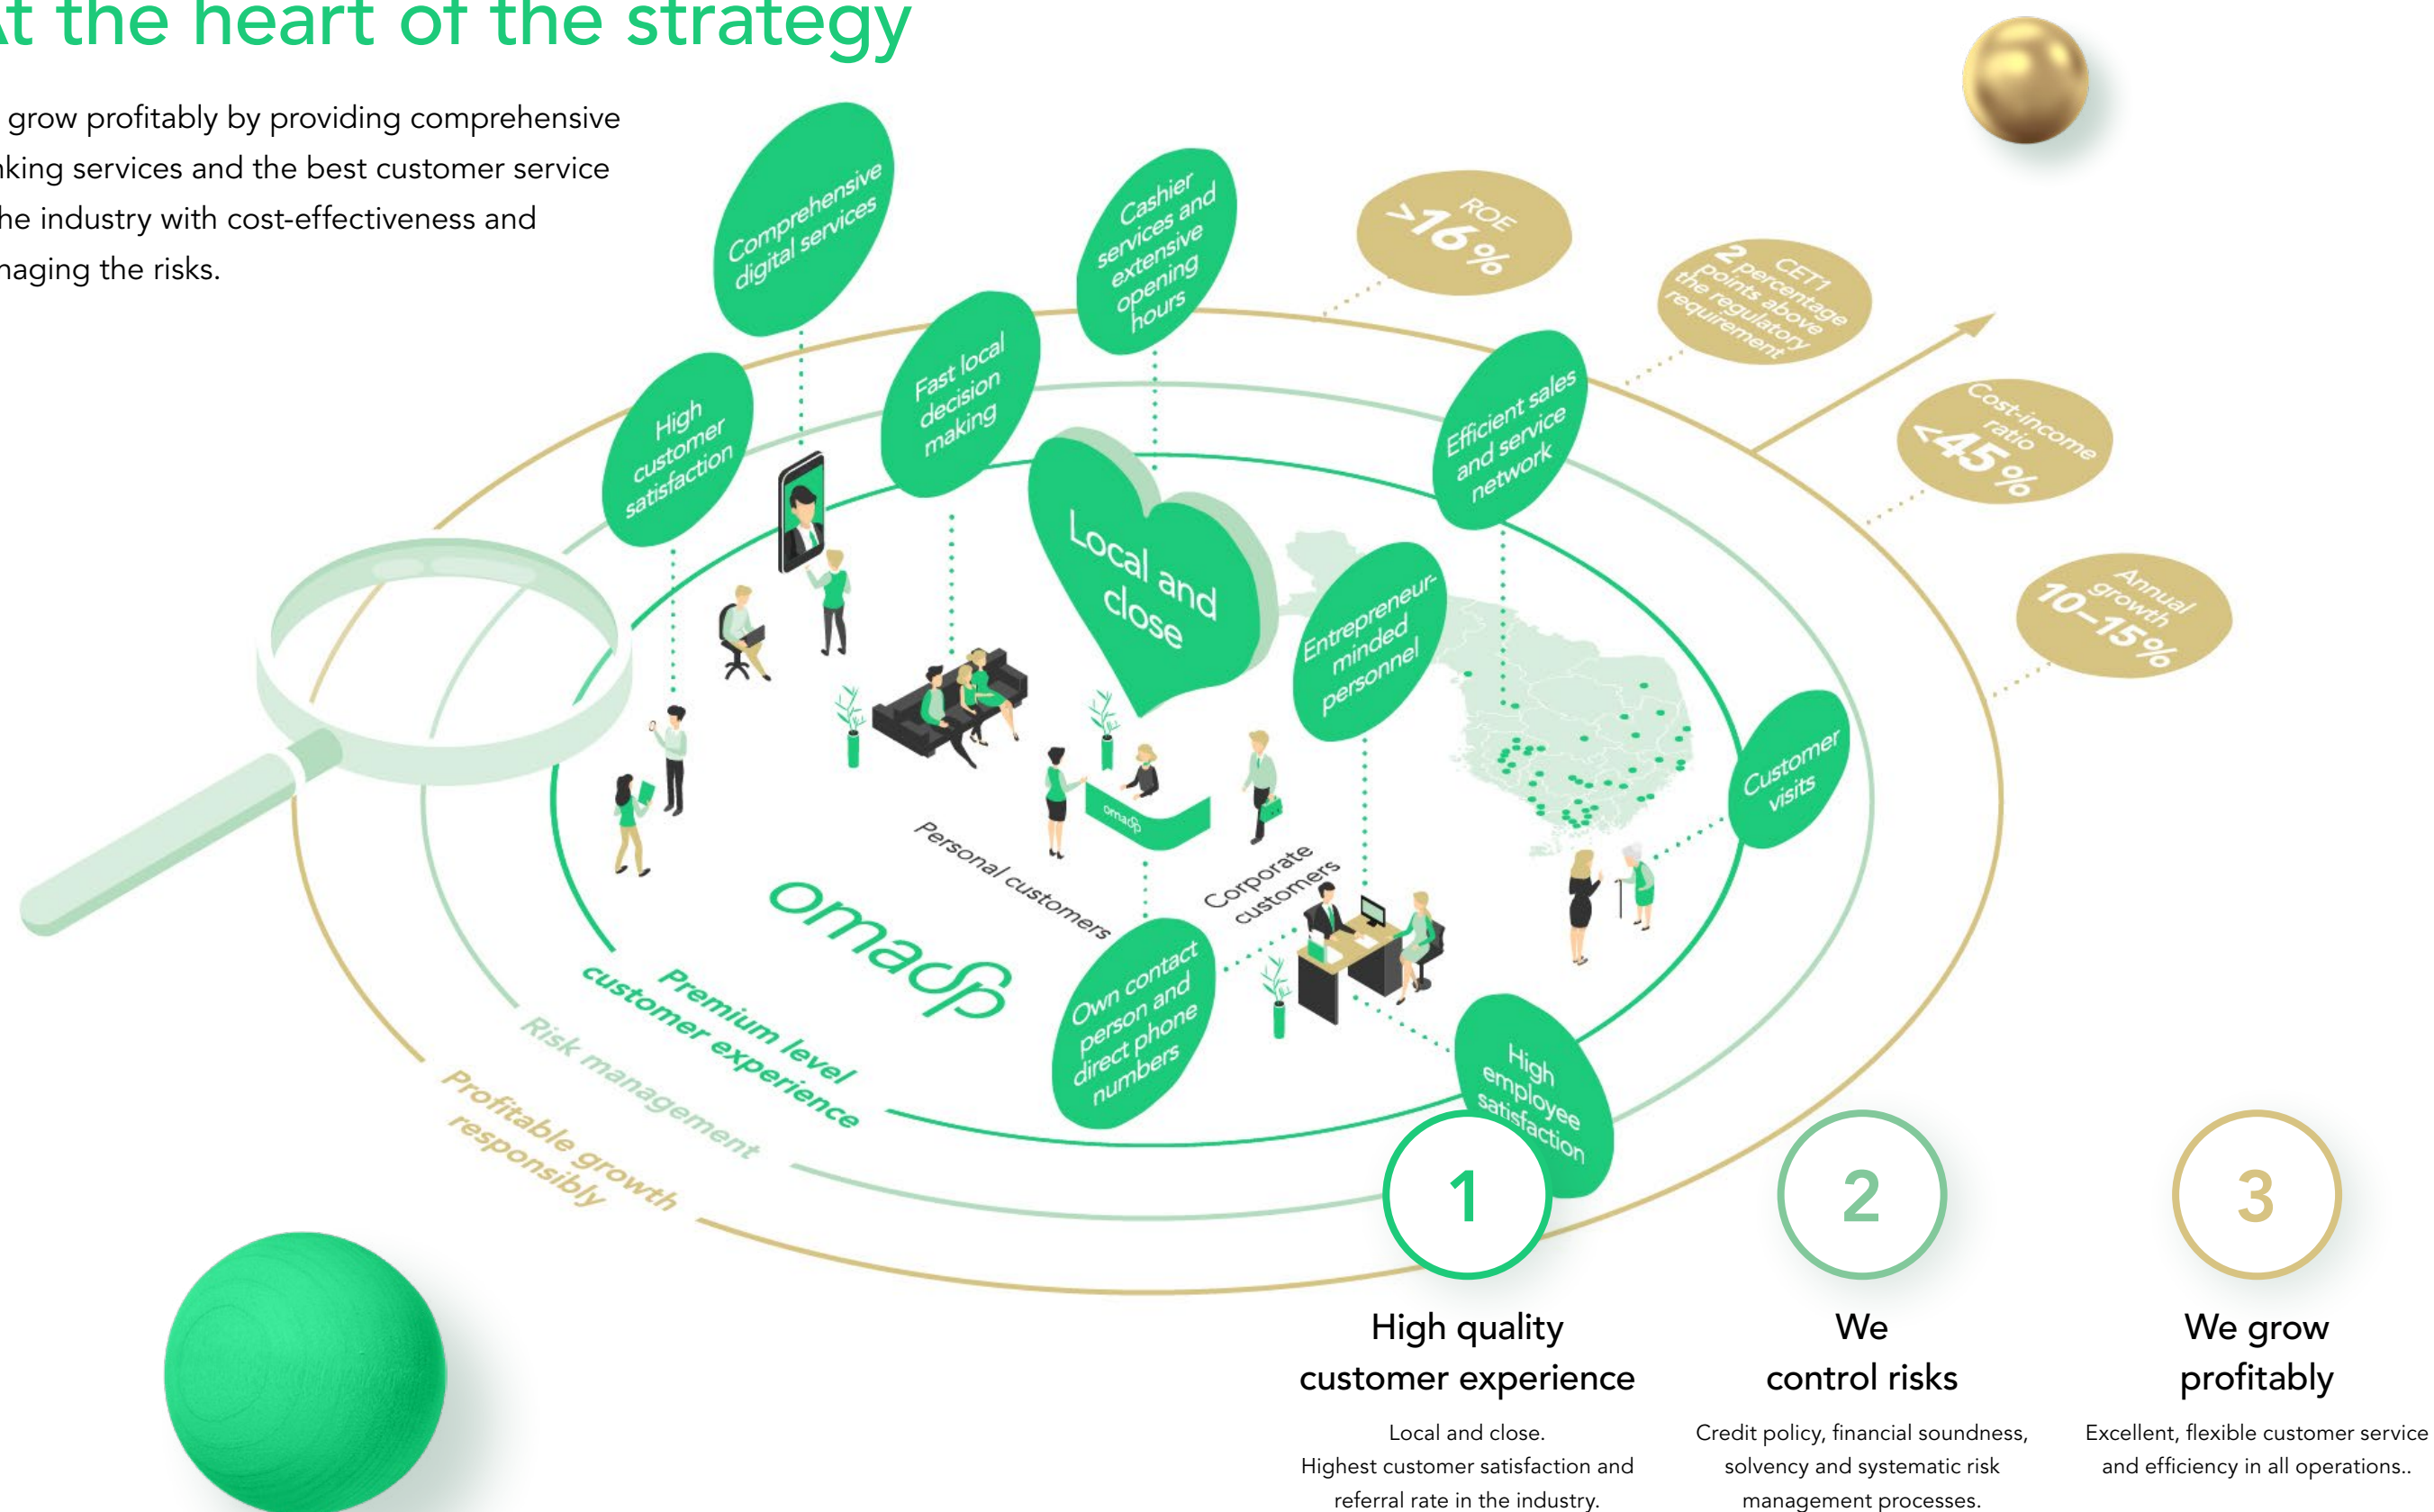 At the heart of the strategy
grow profitably by providing comprehensive
nking services and the best customer service
he industry with cost-effectiveness and
naging the risks.
Comprehensive
digital services
Cashier
services and
extensive
opening
hours
ROE
>16%
CET1
2 percentage
points above
the regulatory
requirement
Cost-income
ratio
<45%
Annual
growth
10–15%
High
customer
satisfaction
Fast local
decision
making
Efficient sales
and service
network
Local and
close
Entrepreneur-
minded
personnel
Customer
visits
omasp
Personal customers
Corporate
customers
omasp
Own contact
person and
direct phone
numbers
High
employee
satisfaction
Premium level
customer experience
Risk management
Profitable growth
responsibly
1
High quality
customer experience
Local and close.
Highest customer satisfaction and
referral rate in the industry.
2
We
control risks
Credit policy, financial soundness,
solvency and systematic risk
management processes.
3
We grow
profitably
Excellent, flexible customer service
and efficiency in all operations..